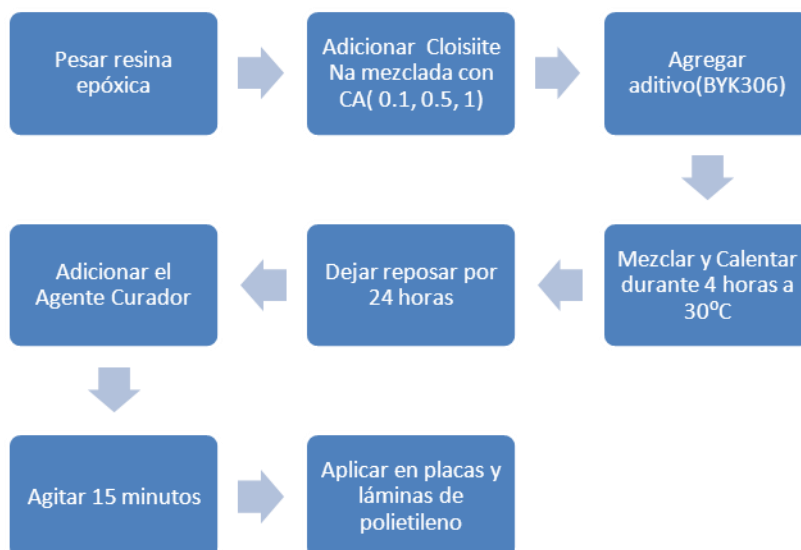 Pesar resina
epóxica
Adicionar Cloisiite
Na mezclada con
CA( 0.1, 0.5, 1)
Agregar
aditivo(BYK306)
Mezclar y Calentar
durante 4 horas a
30⁰C
Dejar reposar por
24 horas
Adicionar el
Agente Curador
Agitar 15 minutos
Aplicar en placas y
láminas de
polietileno